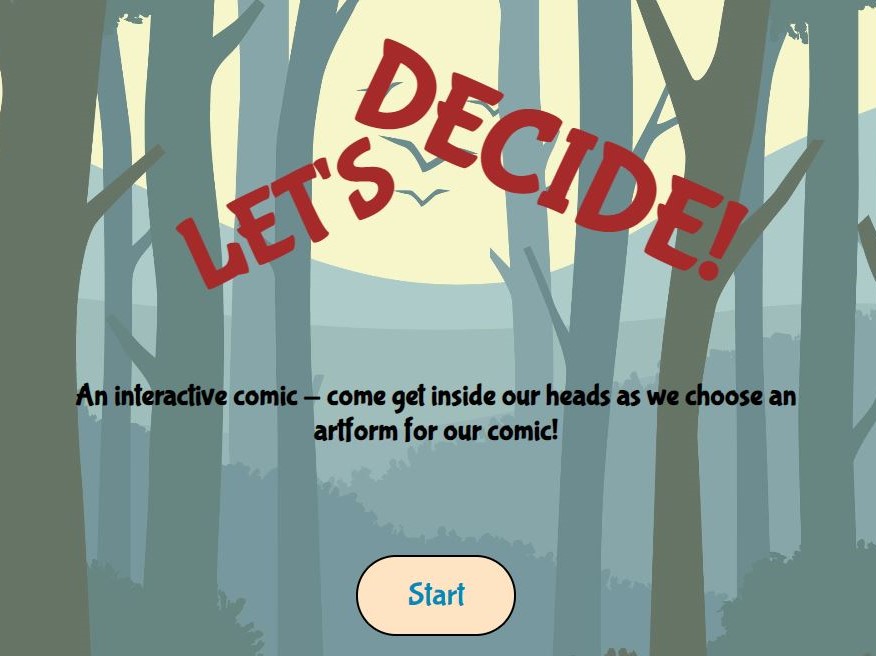 LET'S DECIDE!
An interactive comic – come get inside our heads as we choose an
artform for our comic!
Start